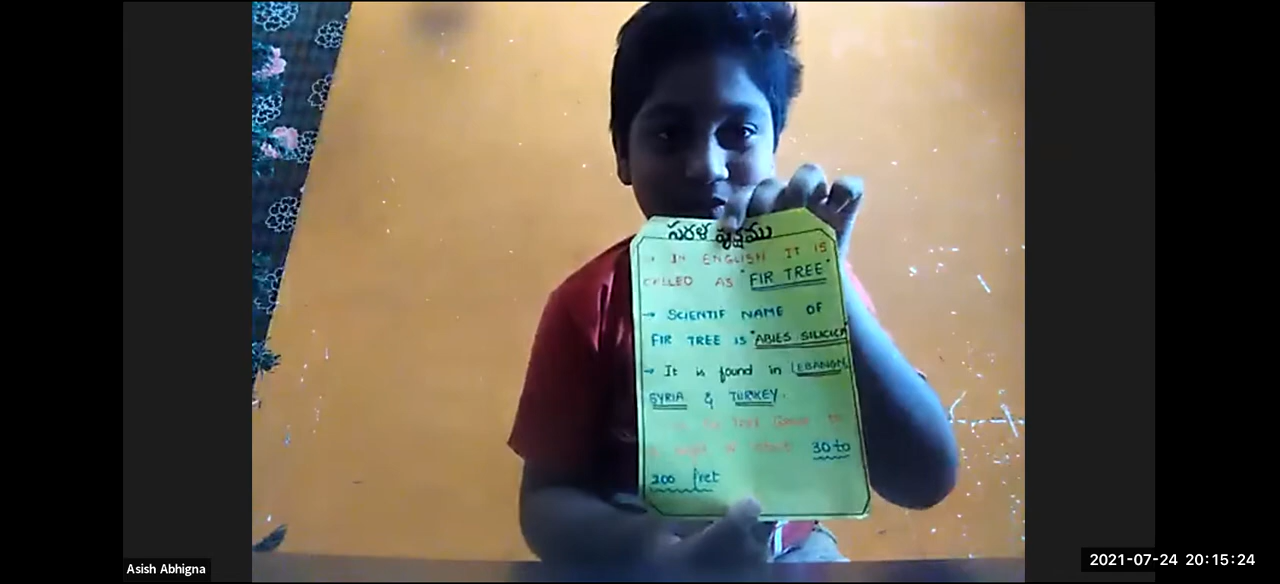 సరళ వృక్షము
→ IN ENGLISH IT IS
CALLED AS "FIR TREE"
→ SCIENTIF NAME OF
FIR TREE IS "ABIES SILICICA
→ It is found in LEBANON,
SYRIA & TURKEY.
30 to
feet
Asish Abhigna
2021-07-24 20:15:24